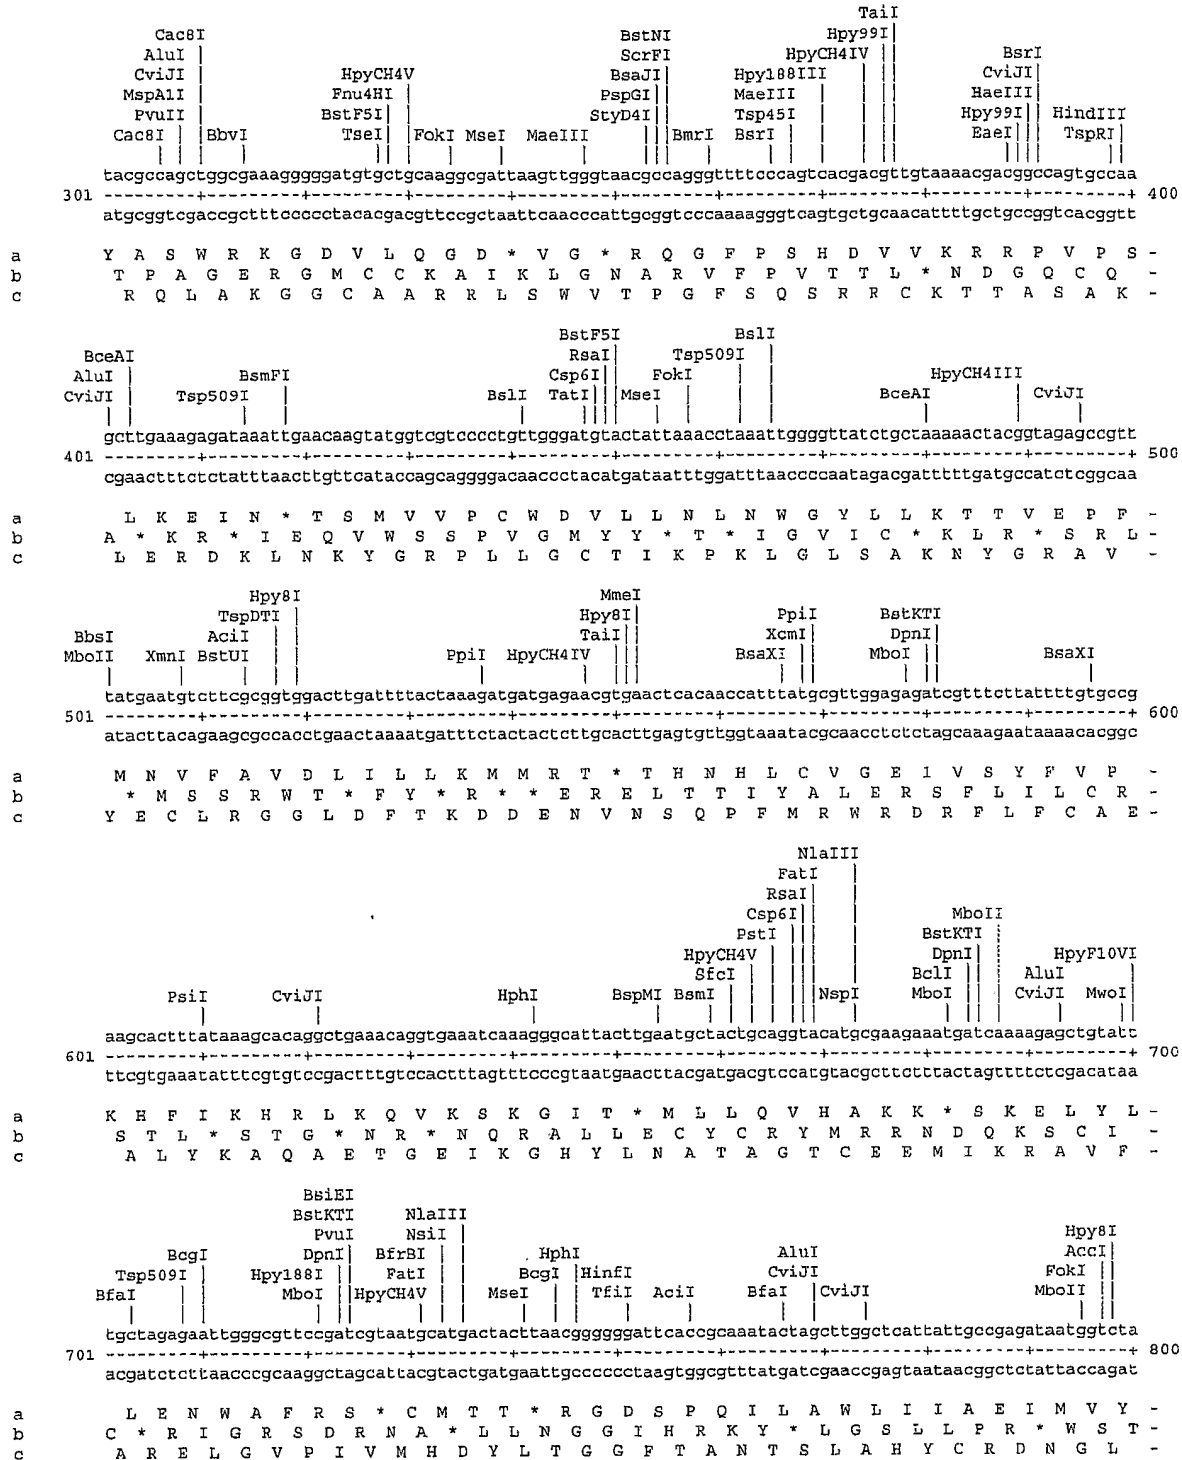 TaiI
Cac8I BstNI Hpy99I
AluI ScrFI HpyCH4IV BsrI
CviJI HpyCH4V BsaJI Hpy188III CviJI
MspA1I Fnu4HI PspGI MaeIII HaeIII
PvuII BstF5I StyD4I Tsp45I Hpy99I HindIII
Cac8I BbvI TseI FokI MseI MaeIII BmrI BsrI EaeI TspRI
tacgccagctggcgaaagggggatgtgctgcaaggcgattaagttgggtaacgccagggttttcccagtcacgacgttgtaaaacgacggccagtgccaa
301 ---------+---------+---------+---------+---------+---------+---------+---------+---------+---------+ 400
atgcggtcgaccgctttccccctacacgacgttccgctaattcaacccattgcggtcccaaaagggtcagtgctgcaacattttgctgccggtcacggtt
a Y A S W R K G D V L Q G D * V G * R Q G F P S H D V V K R R P V P S -
b T P A G E R G M C C K A I K L G N A R V F P V T T L * N D G Q C Q -
c R Q L A K G G C A A R R L S W V T P G F S Q S R R C K T T A S A K -
BstF5I BslI
BceAI RsaI Tsp509I
AluI BsmFI Csp6I FokI HpyCH4III
CviJI Tsp509I BslI TatI MseI BceAI CviJI
gcttgaaagagataaattgaacaagtatggtcgtcccctgttgggatgtactattaaacctaaattggggttatctgctaaaaactacggtagagccgtt
401 ---------+---------+---------+---------+---------+---------+---------+---------+---------+---------+ 500
cgaactttctctatttaacttgttcataccagcaggggacaaccctacatgataatttggatttaaccccaatagacgatttttgatgccatctcggcaa
a L K E I N * T S M V V P C W D V L L N L N W G Y L L K T T V E P F -
b A * K R * I E Q V W S S P V G M Y Y * T * I G V I C * K L R * S R L -
c L E R D K L N K Y G R P L L G C T I K P K L G L S A K N Y G R A V -
Hpy8I MmeI
TspDTI Hpy8I PpiI BstKTI
BbsI AciI TaiI XcmI DpnI
MboII XmnI BstUI PpiI HpyCH4IV BsaXI MboI BsaXI
tatgaatgtcttcgcggtggacttgattttactaaagatgatgagaacgtgaactcacaaccatttatgcgttggagagatcgtttcttattttgtgccg
501 ---------+---------+---------+---------+---------+---------+---------+---------+---------+---------+ 600
atacttacagaagcgccacctgaactaaaatgatttctactactcttgcacttgagtgttggtaaatacgcaacctctctagcaaagaataaaacacggc
a M N V F A V D L I L L K M M R T * T H N H L C V G E 1 V S Y F V P -
b * M S S R W T * F Y * R * * E R E L T T I Y A L E R S F L I L C R -
c Y E C L R G G L D F T K D D E N V N S Q P F M R W R D R F L F C A E -
NlaIII
FatI
RsaI
Csp6I MboII
PstI BstKTI
HpyCH4V DpnI HpyF10VI
SfcI BclI AluI
PsiI CviJI HphI BspMI BsmI NspI MboI CviJI MwoI
aagcactttataaagcacaggctgaaacaggtgaaatcaaagggcattacttgaatgctactgcaggtacatgcgaagaaatgatcaaaagagctgtatt
601 ---------+---------+---------+---------+---------+---------+---------+---------+---------+---------+ 700
ttcgtgaaatatttcgtgtccgactttgtccactttagtttcccgtaatgaacttacgatgacgtccatgtacgcttctttactagttttctcgacataa
a K H F I K H R L K Q V K S K G I T * M L L Q V H A K K * S K E L Y L -
b S T L * S T G * N R * N Q R A L L E C Y C R Y M R R N D Q K S C I -
c A L Y K A Q A E T G E I K G H Y L N A T A G T C E E M I K R A V F -
BsiEI
BstKTI NlaIII
PvuI NsiI Hpy8I
BcgI DpnI BfrBI HphI AluI AccI
Tsp509I Hpy188I FatI BcgI HinfI CviJI FokI
BfaI MboI HpyCH4V MseI TfiI AciI BfaI CviJI MboII
tgctagagaattgggcgttccgatcgtaatgcatgactacttaacggggggattcaccgcaaatactagcttggctcattattgccgagataatggtcta
701 ---------+---------+---------+---------+---------+---------+---------+---------+---------+---------+ 800
acgatctcttaacccgcaaggctagcattacgtactgatgaattgcccccctaagtggcgtttatgatcgaaccgagtaataacggctctattaccagat
a L E N W A F R S * C M T T * R G D S P Q I L A W L I I A E I M V Y -
b C * R I G R S D R N A * L L N G G I H R K Y * L G S L L P R * W S T -
c A R E L G V P I V M H D Y L T G G F T A N T S L A H Y C R D N G L -